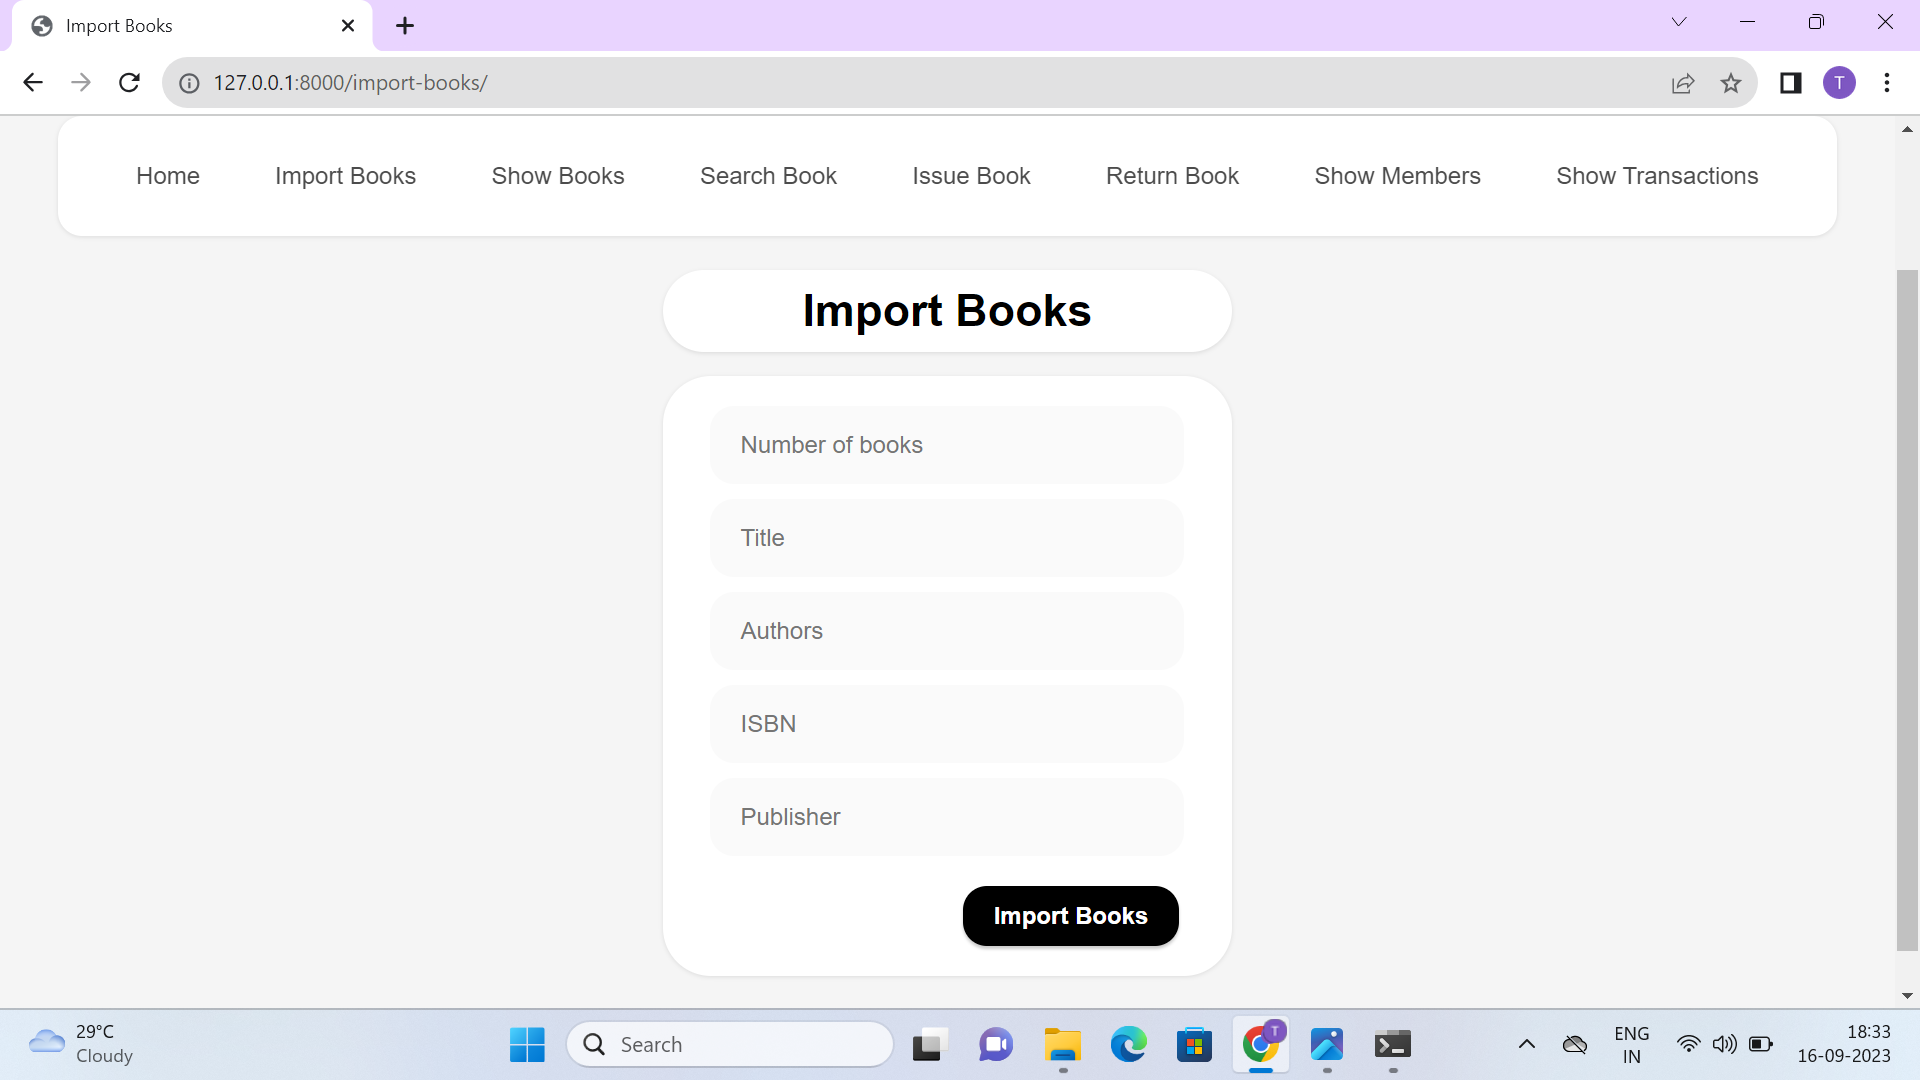 Import Books
127.0.0.1:8000/import-books/
T
Home Import Books Show Books Search Book Issue Book Return Book Show Members Show Transactions
Import Books
Number of books
Title
Authors
ISBN
Publisher
Import Books
29°C
Cloudy
Search
T
ENG
IN
18:33
16-09-2023